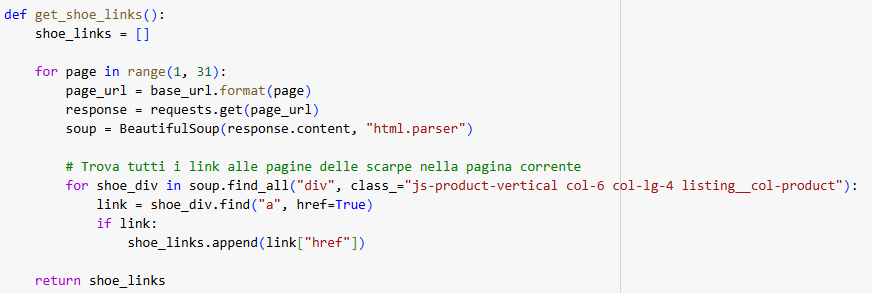 def get_shoe_links():
    shoe_links = []

    for page in range(1, 31):
        page_url = base_url.format(page)
        response = requests.get(page_url)
        soup = BeautifulSoup(response.content, "html.parser")

        # Trova tutti i link alle pagine delle scarpe nella pagina corrente
        for shoe_div in soup.find_all("div", class_="js-product-vertical col-6 col-lg-4 listing__col-product"):
            link = shoe_div.find("a", href=True)
            if link:
                shoe_links.append(link["href"])

    return shoe_links